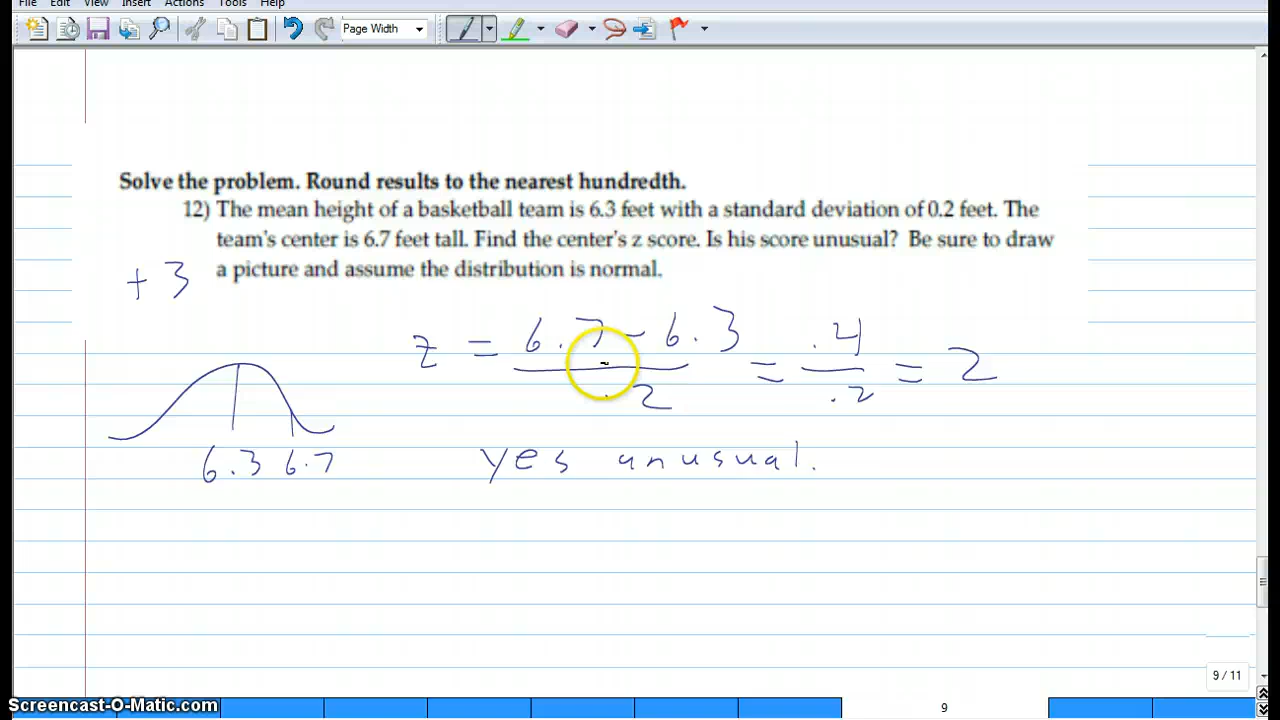 File Edit View Insert Actions Tools Help
Page Width
Solve the problem. Round results to the nearest hundredth.
12) The mean height of a basketball team is 6.3 feet with a standard deviation of 0.2 feet. The
team's center is 6.7 feet tall. Find the center's z score. Is his score unusual? Be sure to draw
a picture and assume the distribution is normal.
+ 3
z = 6.7 - 6.3 = .4 = 2
.2 .2
6.3 6.7
yes unusual.
9 / 11
Screencast-O-Matic.com
9